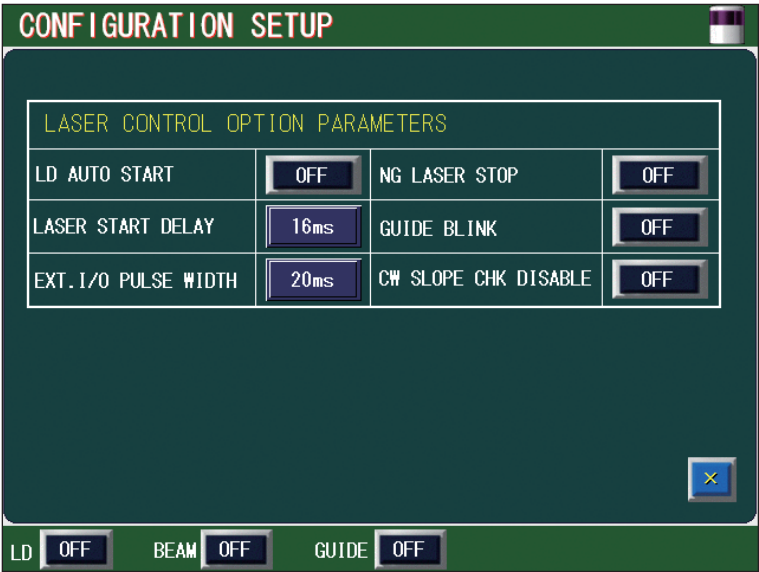 CONFIGURATION SETUP
LASER CONTROL OPTION PARAMETERS
LD AUTO START OFF NG LASER STOP OFF
LASER START DELAY 16ms GUIDE BLINK OFF
EXT.I/O PULSE WIDTH 20ms CW SLOPE CHK DISABLE OFF
×
LD OFF BEAM OFF GUIDE OFF